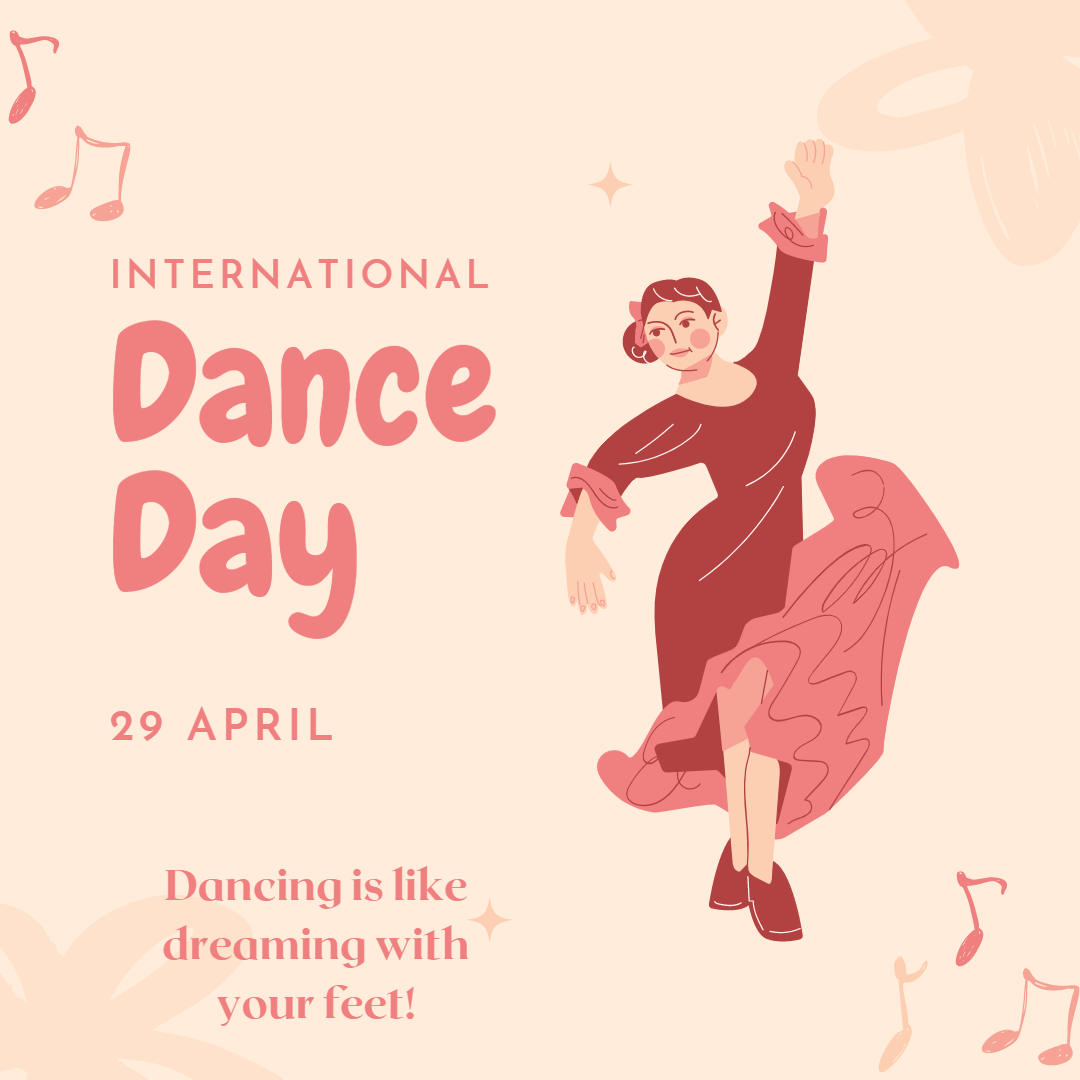 INTERNATIONAL
Dance
Day
29 APRIL
Dancing is like
dreaming with
your feet!